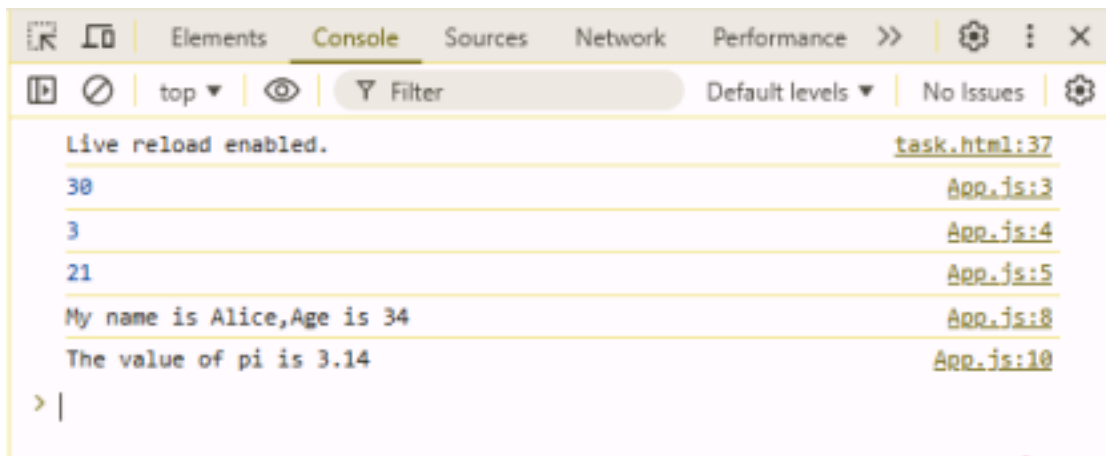 Elements Console Sources Network Performance
top Filter Default levels No Issues
Live reload enabled. task.html:37
30 App.js:3
3 App.js:4
21 App.js:5
My name is Alice,Age is 34 App.js:8
The value of pi is 3.14 App.js:10